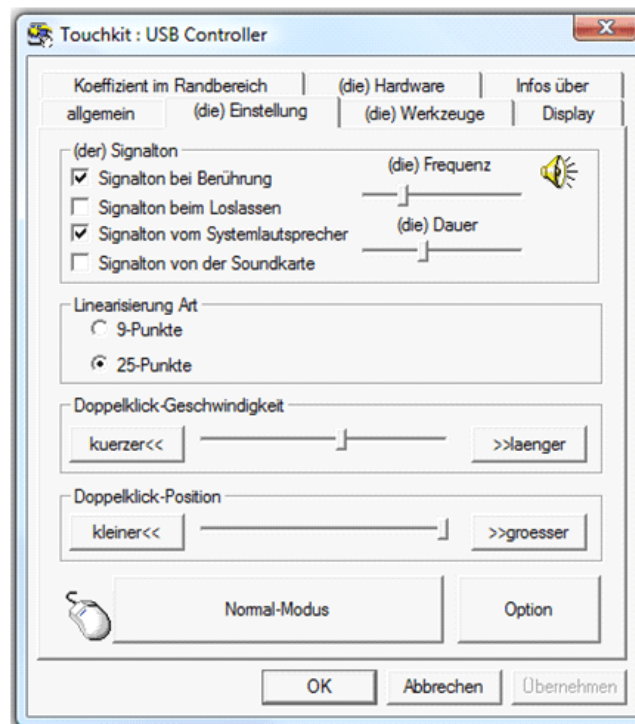 Touchkit : USB Controller
Koeffizient im Randbereich (die) Hardware Infos über
allgemein (die) Einstellung (die) Werkzeuge Display
(der) Signalton
Signalton bei Berührung
Signalton beim Loslassen
Signalton vom Systemlautsprecher
Signalton von der Soundkarte
(die) Frequenz
(die) Dauer
Linearisierung Art
9-Punkte
25-Punkte
Doppelklick-Geschwindigkeit
kuerzer<< >>laenger
Doppelklick-Position
kleiner<< >>groesser
Normal-Modus Option
OK Abbrechen Übernehmen